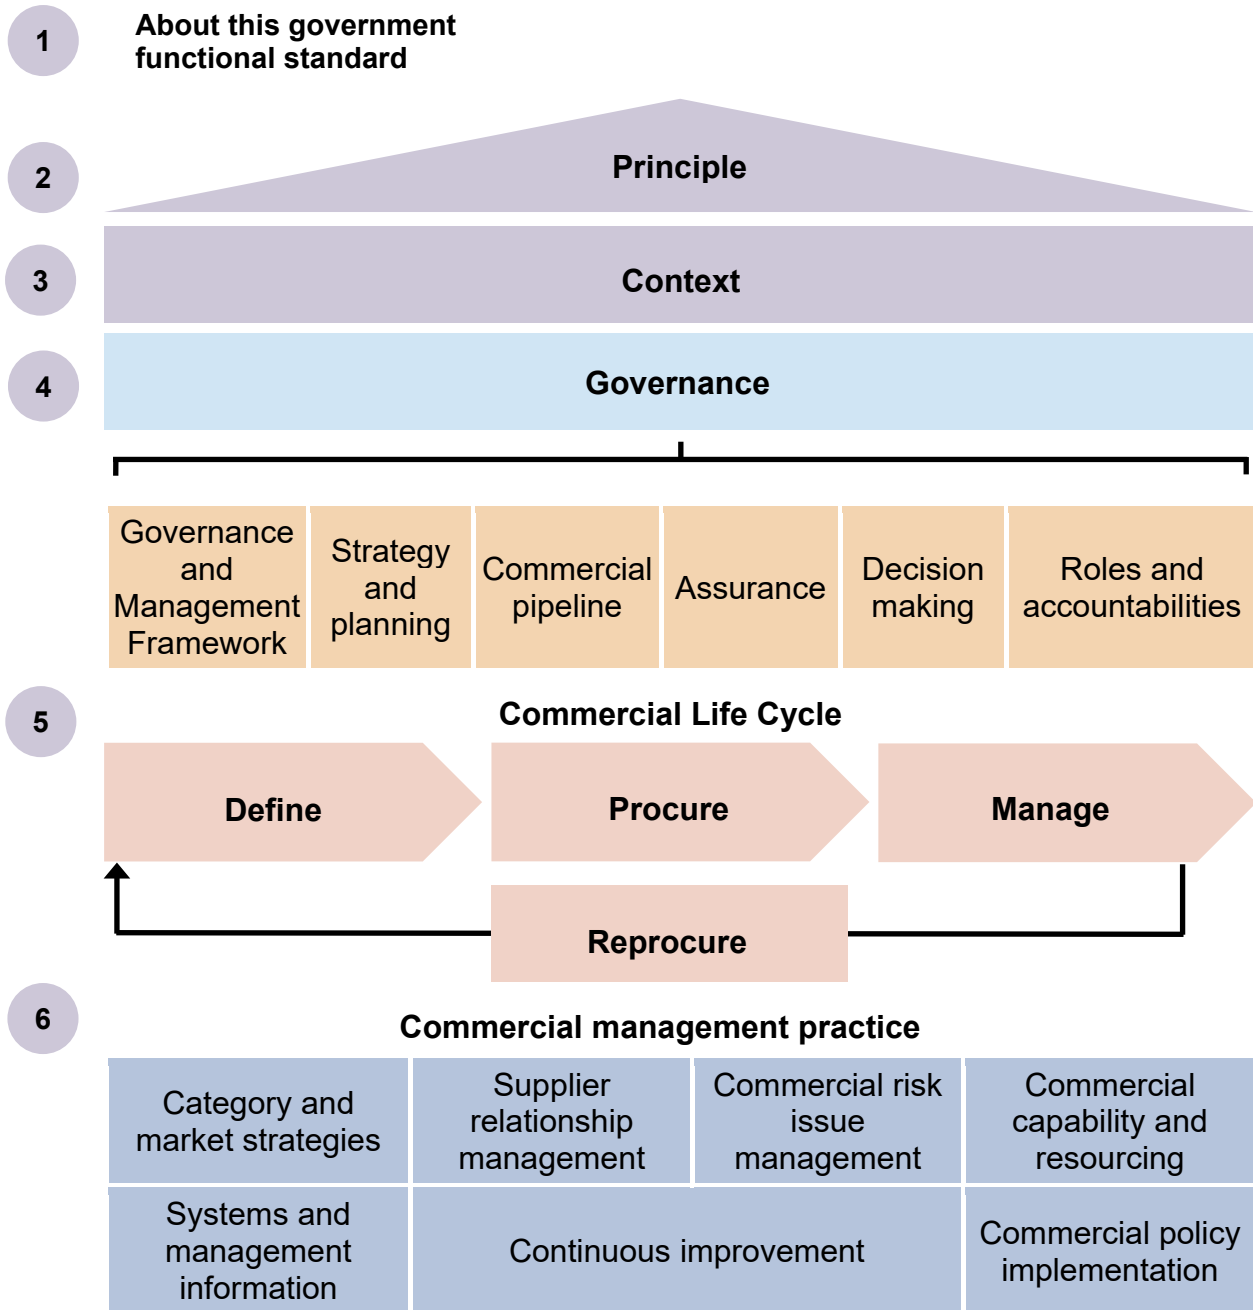 1
About this government
functional standard
2
Principle
3
Context
4
Governance
Governance
and
Management
Framework
Strategy
and
planning
Commercial
pipeline
Assurance
Decision
making
Roles and
accountabilities
5
Commercial Life Cycle
Define
Procure
Manage
Reprocure
6
Commercial management practice
Category and
market strategies
Supplier
relationship
management
Commercial risk
issue
management
Commercial
capability and
resourcing
Systems and
management
information
Continuous improvement
Commercial policy
implementation